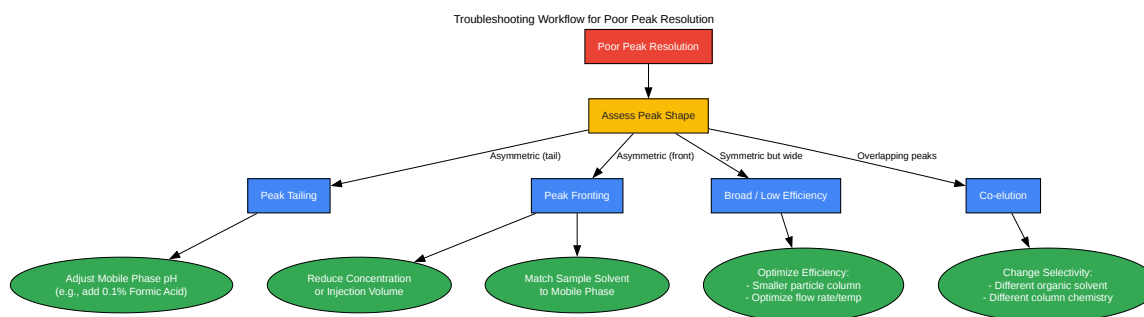 Troubleshooting Workflow for Poor Peak Resolution
Poor Peak Resolution
Assess Peak Shape
Asymmetric (tail)
Asymmetric (front)
Symmetric but wide
Overlapping peaks
Peak Tailing
Peak Fronting
Broad / Low Efficiency
Co-elution
Adjust Mobile Phase pH
(e.g., add 0.1% Formic Acid)
Reduce Concentration
or Injection Volume
Match Sample Solvent
to Mobile Phase
Optimize Efficiency:
- Smaller particle column
- Optimize flow rate/temp
Change Selectivity:
- Different organic solvent
- Different column chemistry